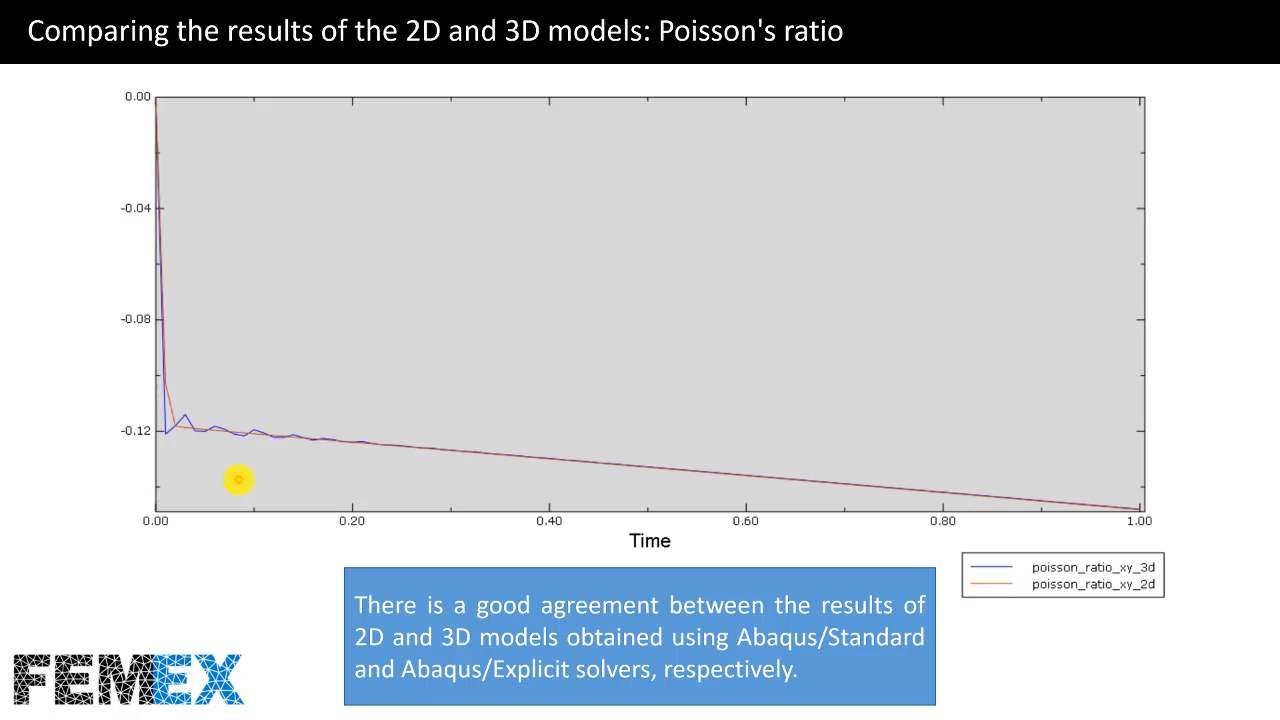 Comparing the results of the 2D and 3D models: Poisson's ratio
0.00
-0.04
-0.08
-0.12
0.00 0.20 0.40 0.60 0.80 1.00
Time
poisson_ratio_xy_3d
poisson_ratio_xy_2d
There is a good agreement between the results of
2D and 3D models obtained using Abaqus/Standard
and Abaqus/Explicit solvers, respectively.
FEMEX